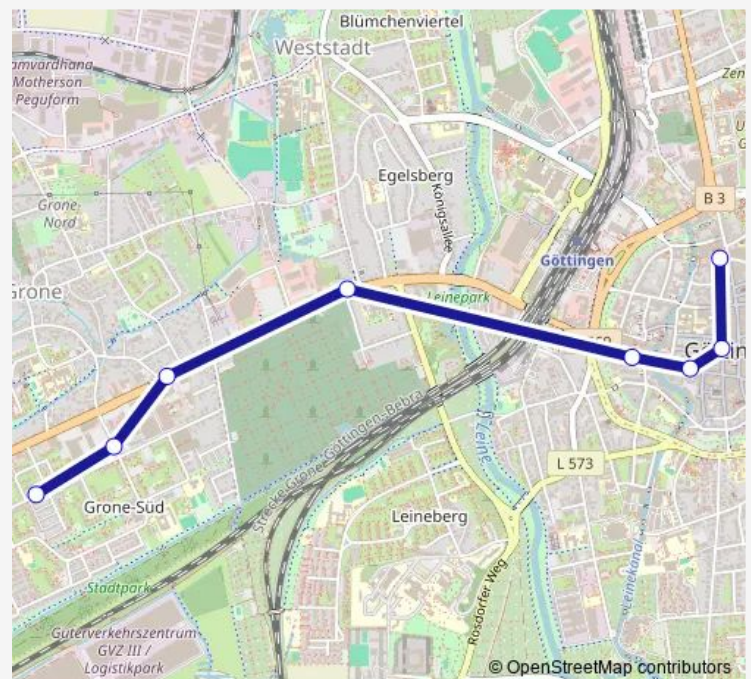 Blümchenviertel
Weststadt
amvardhana
Motherson
Peguform
Zen
Egelsberg
Königsallee
B 3
Grone-
Nord
Göttingen
Grone
Leinepark
Göttin
Strecke Grone-Göttingen-Bebra
Leine
L 573
Grone-Süd
Leineberg
Stadtpark
Rosdorfer Weg
Leinekanal
Güterverkehrszentrum
GVZ III /
Logistikpark
© OpenStreetMap contributors